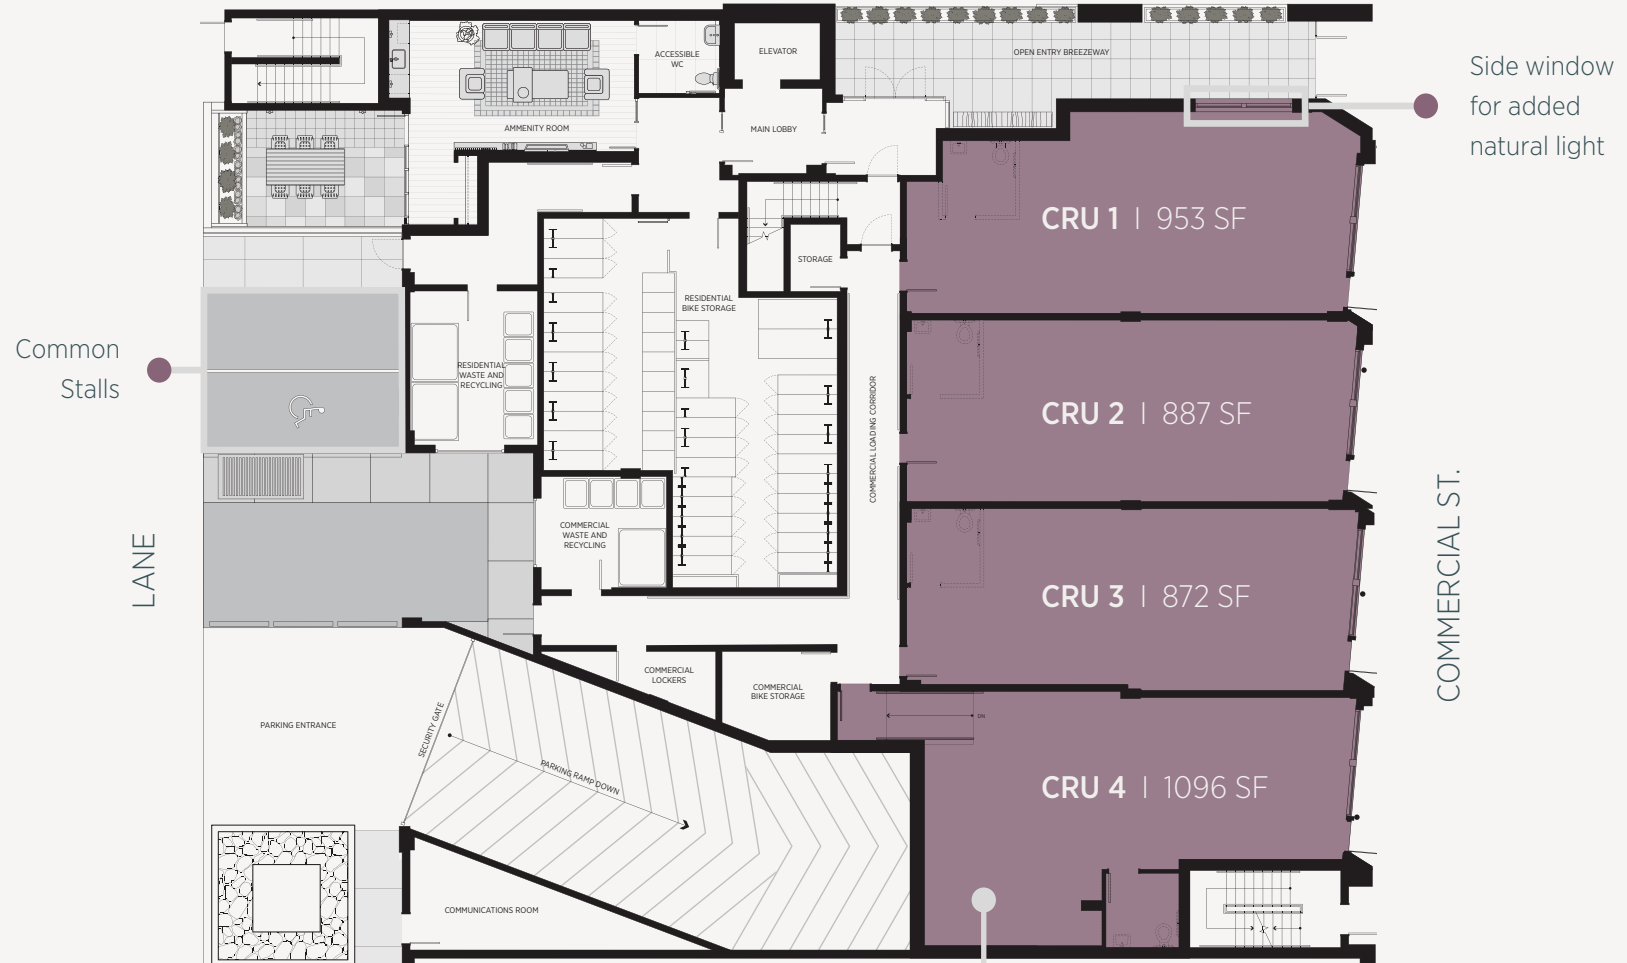 ELEVATOR
OPEN ENTRY BREEZEWAY
ACCESSIBLE
WC
Side window
for added
natural light
AMMENITY ROOM
MAIN LOBBY
CRU 1 | 953 SF
STORAGE
RESIDENTIAL
BIKE STORAGE
Common
Stalls
RESIDENTIAL
WASTE AND
RECYCLING
COMMERCIAL LOADING CORRIDOR
CRU 2 | 887 SF
COMMERCIAL
WASTE AND
RECYCLING
LANE
COMMERCIAL ST.
CRU 3 | 872 SF
COMMERCIAL
LOCKERS
COMMERCIAL
BIKE STORAGE
DN
PARKING ENTRANCE
SECURITY GATE
PARKING RAMP DOWN
CRU 4 | 1096 SF
COMMUNICATIONS ROOM